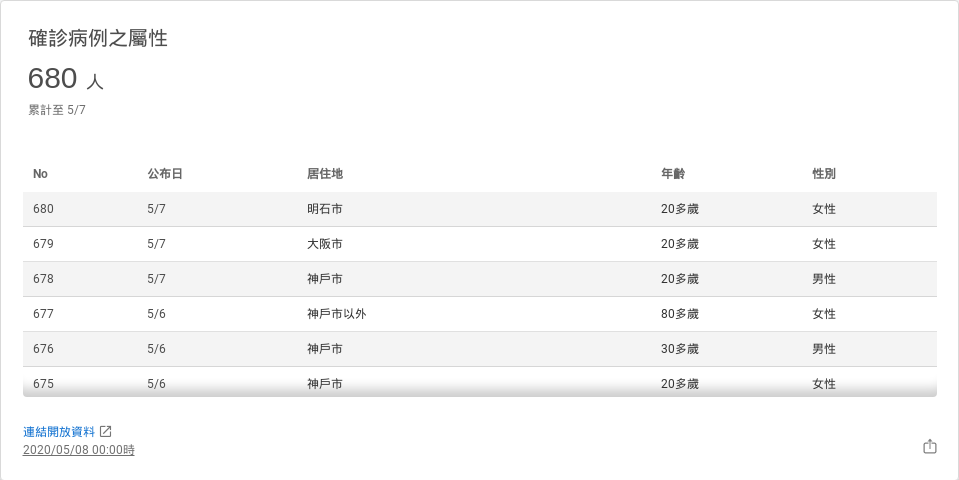 確診病例之屬性
680 人
累計至 5/7
No 公布日 居住地 年齡 性別
680 5/7 明石市 20多歲 女性
679 5/7 大阪市 20多歲 女性
678 5/7 神戶市 20多歲 男性
677 5/6 神戶市以外 80多歲 女性
676 5/6 神戶市 30多歲 男性
675 5/6 神戶市 20多歲 女性
連結開放資料
2020/05/08 00:00時